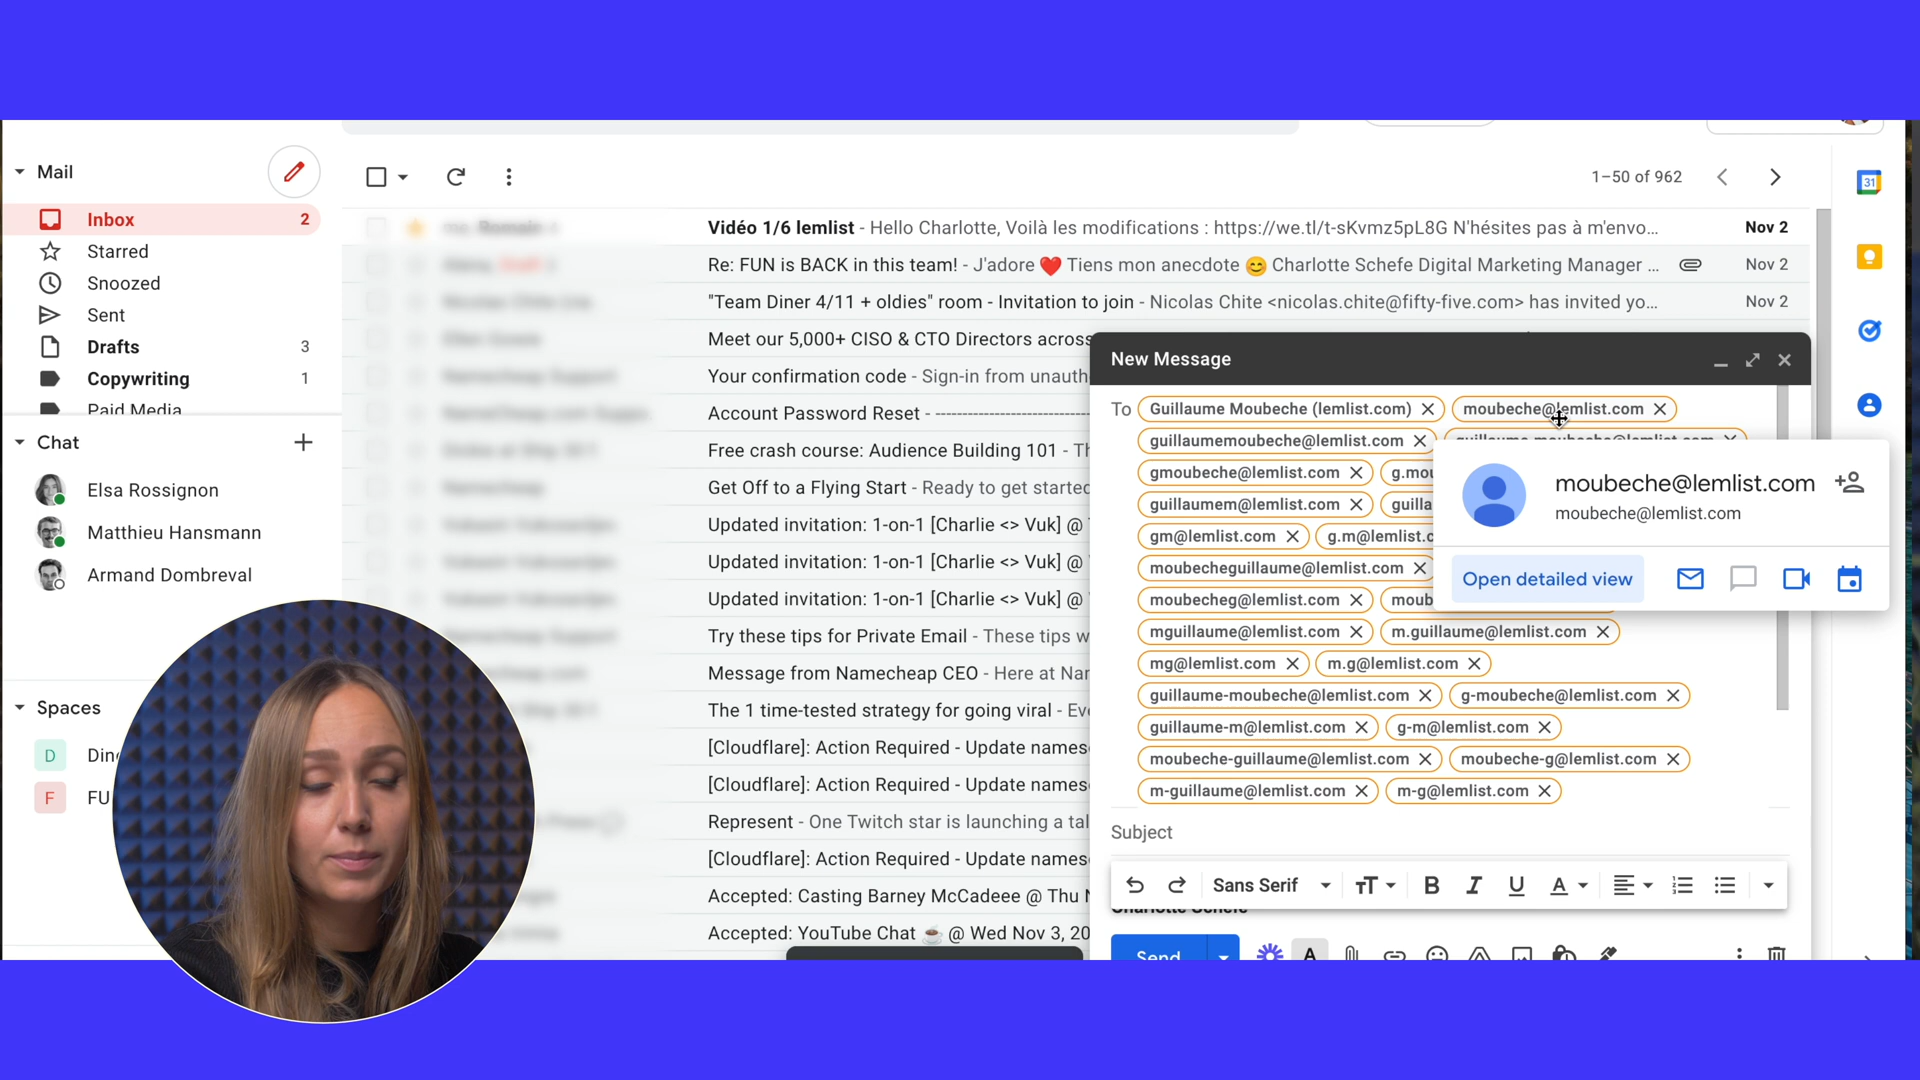 Mail
Inbox 2
Starred
Snoozed
Sent
Drafts 3
Copywriting 1
Paid Media
Chat
Elsa Rossignon
Matthieu Hansmann
Armand Dombreval
Spaces
D
F FU
1–50 of 962
31
Vidéo 1/6 lemlist - Hello Charlotte, Voilà les modifications : https://we.tl/t-sKvmz5pL8G N'hésites pas à m'envo... Nov 2
Re: FUN is BACK in this team! - J'adore ❤️ Tiens mon anecdote 😊 Charlotte Schefe Digital Marketing Manager ... Nov 2
"Team Diner 4/11 + oldies" room - Invitation to join - Nicolas Chite <nicolas.chite@fifty-five.com> has invited yo... Nov 2
Meet our 5,000+ CISO & CTO Directors across
Your confirmation code - Sign-in from unauth
Account Password Reset -
Free crash course: Audience Building 101 - Th
Get Off to a Flying Start - Ready to get started
Updated invitation: 1-on-1 [Charlie <> Vuk] @
Updated invitation: 1-on-1 [Charlie <> Vuk] @
Updated invitation: 1-on-1 [Charlie <> Vuk] @
Try these tips for Private Email - These tips w
Message from Namecheap CEO - Here at Nar
The 1 time-tested strategy for going viral - Eve
[Cloudflare]: Action Required - Update names
[Cloudflare]: Action Required - Update names
Represent - One Twitch star is launching a tal
[Cloudflare]: Action Required - Update names
Accepted: Casting Barney McCadeee @ Thu N
Accepted: YouTube Chat ☕ @ Wed Nov 3, 20
New Message
To Guillaume Moubeche (lemlist.com) moubeche@lemlist.com
guillaumemoubeche@lemlist.com guillaume.moubeche@lemlist.com
gmoubeche@lemlist.com g.mou
guillaumem@lemlist.com guilla
gm@lemlist.com g.m@lemlist.c
moubecheguillaume@lemlist.com
moubecheg@lemlist.com moub
mguillaume@lemlist.com m.guillaume@lemlist.com
mg@lemlist.com m.g@lemlist.com
guillaume-moubeche@lemlist.com g-moubeche@lemlist.com
guillaume-m@lemlist.com g-m@lemlist.com
moubeche-guillaume@lemlist.com moubeche-g@lemlist.com
m-guillaume@lemlist.com m-g@lemlist.com
moubeche@lemlist.com
moubeche@lemlist.com
Open detailed view
Subject
Sans Serif
Charlotte Schefe
Send